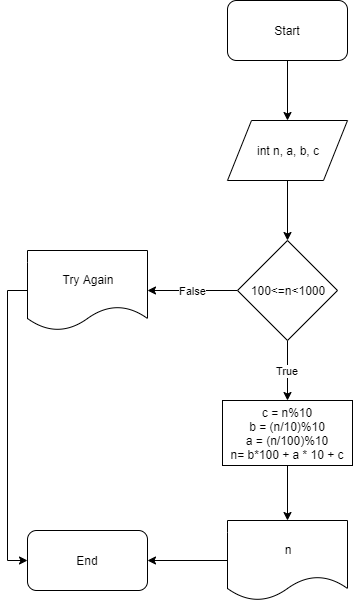 Start
int n, a, b, c
100<=n<1000
False
Try Again
True
c = n%10
b = (n/10)%10
a = (n/100)%10
n= b*100 + a * 10 + c
n
End